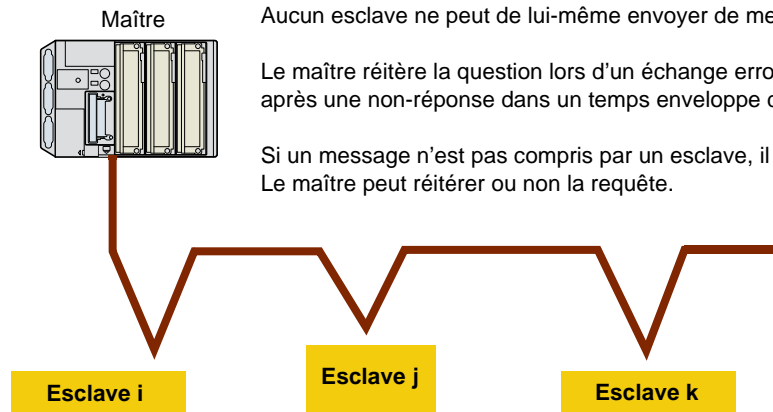 Maître
Aucun esclave ne peut de lui-même envoyer de me
Le maître réitère la question lors d’un échange erro
après une non-réponse dans un temps enveloppe
Si un message n’est pas compris par un esclave, il
Le maître peut réitérer ou non la requête.
Esclave i
Esclave j
Esclave k